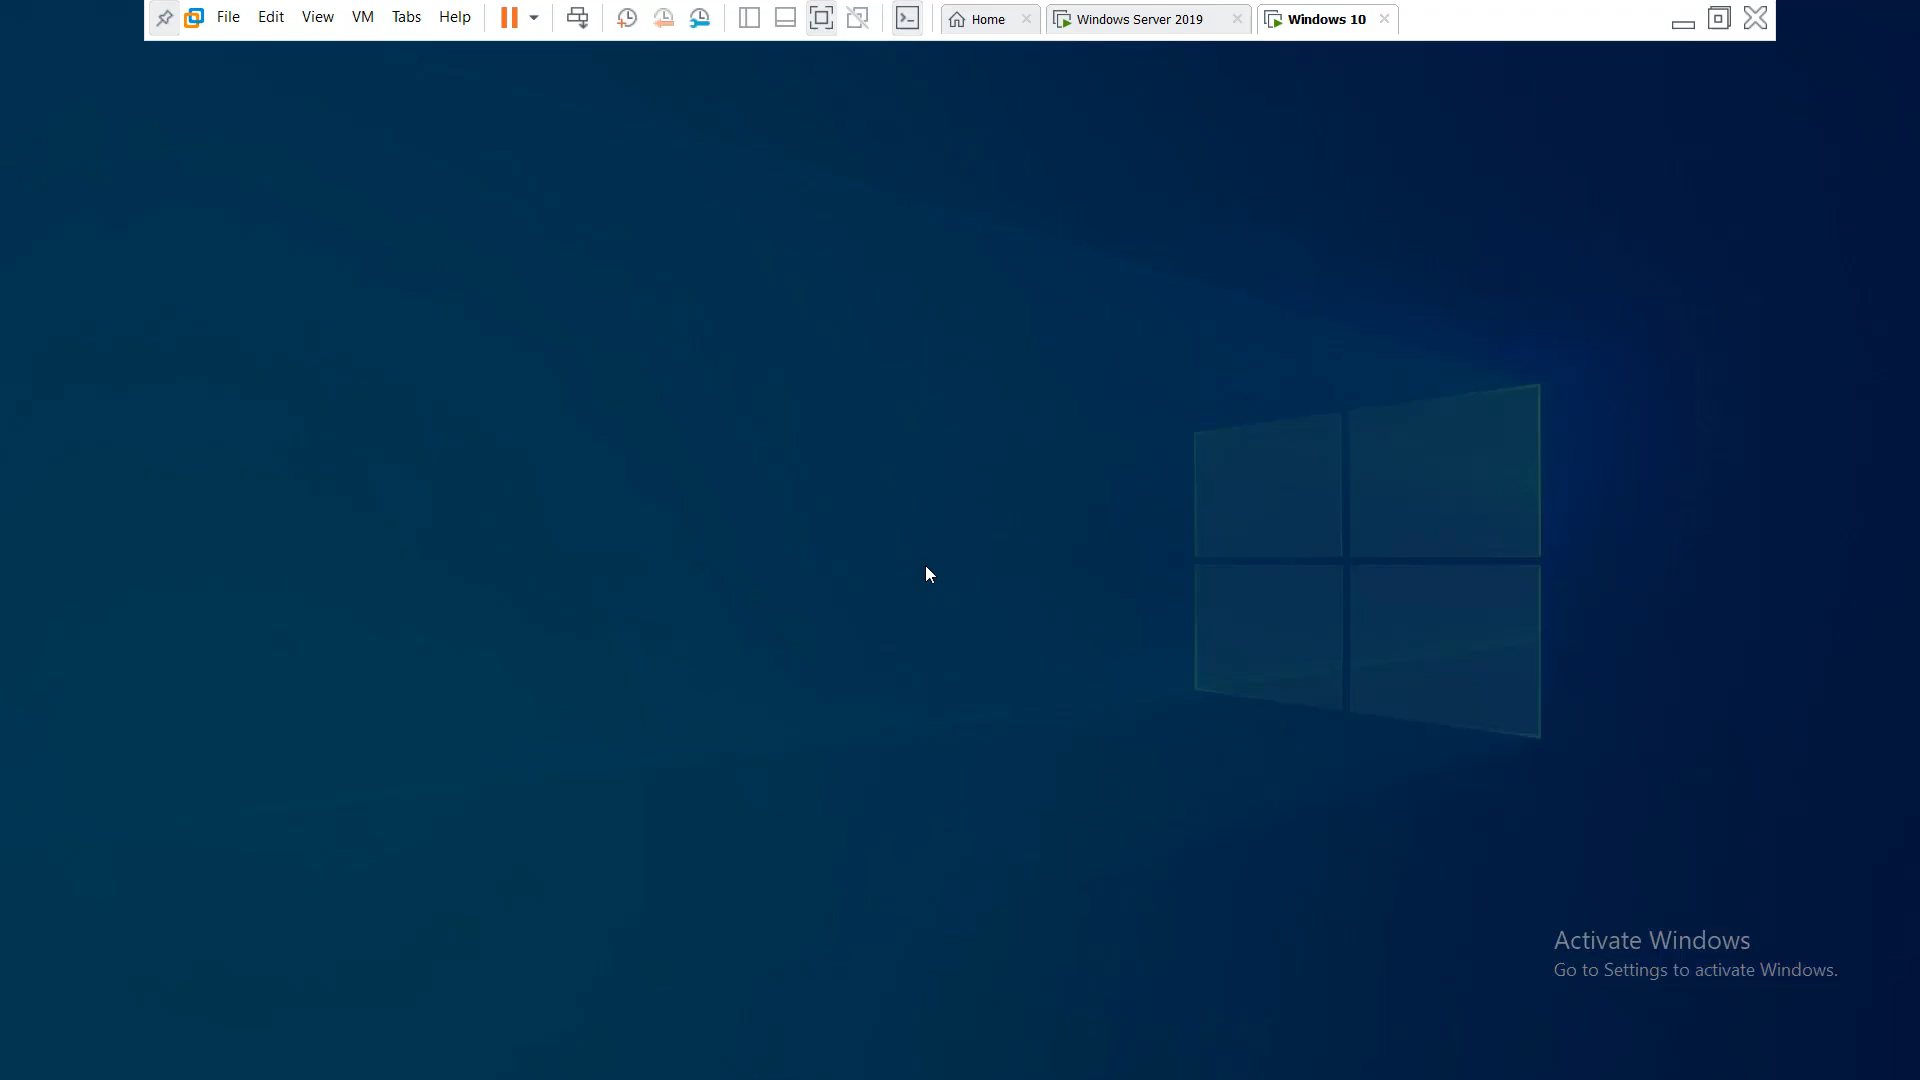 File Edit View VM Tabs Help Home Windows Server 2019 Windows 10
Activate Windows
Go to Settings to activate Windows.